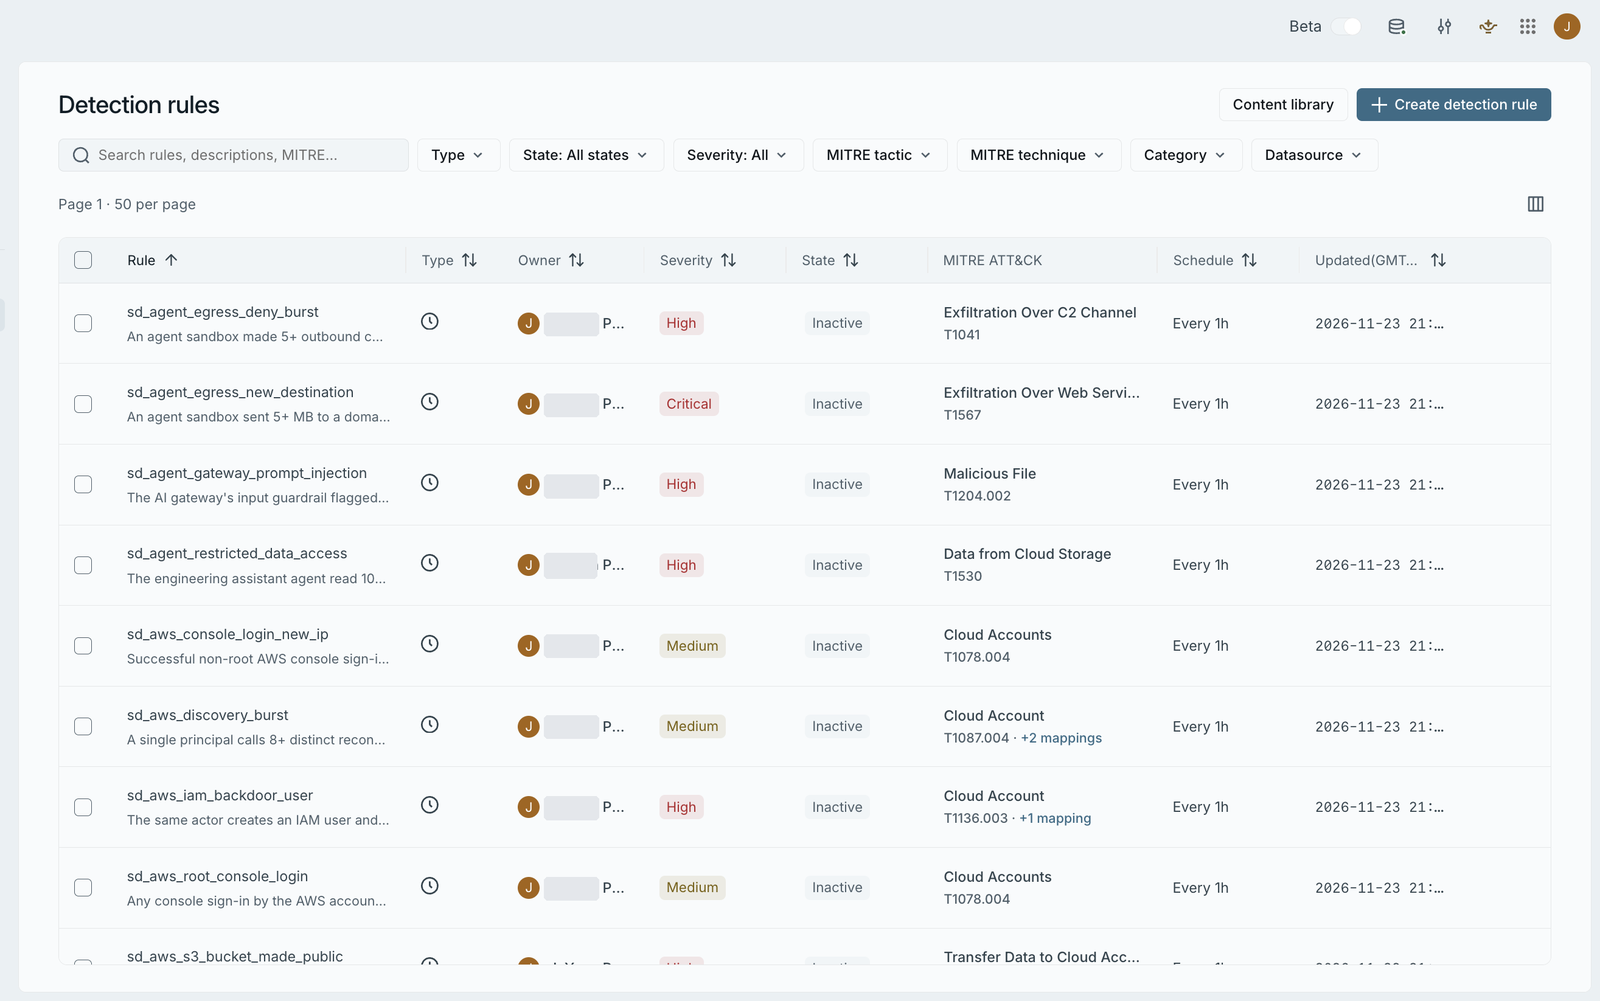 Beta
J
Detection rules
Content library
Create detection rule
Search rules, descriptions, MITRE...
Type
State: All states
Severity: All
MITRE tactic
MITRE technique
Category
Datasource
Page 1 · 50 per page
Rule Type Owner Severity State MITRE ATT&CK Schedule Updated(GMT...
sd_agent_egress_deny_burst
An agent sandbox made 5+ outbound c...
J P... High Inactive
Exfiltration Over C2 Channel
T1041
Every 1h 2026-11-23 21:...
sd_agent_egress_new_destination
An agent sandbox sent 5+ MB to a doma...
J P... Critical Inactive
Exfiltration Over Web Servi...
T1567
Every 1h 2026-11-23 21:...
sd_agent_gateway_prompt_injection
The AI gateway's input guardrail flagged...
J P... High Inactive
Malicious File
T1204.002
Every 1h 2026-11-23 21:...
sd_agent_restricted_data_access
The engineering assistant agent read 10...
J P... High Inactive
Data from Cloud Storage
T1530
Every 1h 2026-11-23 21:...
sd_aws_console_login_new_ip
Successful non-root AWS console sign-i...
J P... Medium Inactive
Cloud Accounts
T1078.004
Every 1h 2026-11-23 21:...
sd_aws_discovery_burst
A single principal calls 8+ distinct recon...
J P... Medium Inactive
Cloud Account
T1087.004 · +2 mappings
Every 1h 2026-11-23 21:...
sd_aws_iam_backdoor_user
The same actor creates an IAM user and...
J P... High Inactive
Cloud Account
T1136.003 · +1 mapping
Every 1h 2026-11-23 21:...
sd_aws_root_console_login
Any console sign-in by the AWS accoun...
J P... Medium Inactive
Cloud Accounts
T1078.004
Every 1h 2026-11-23 21:...
sd_aws_s3_bucket_made_public
Transfer Data to Cloud Acc...